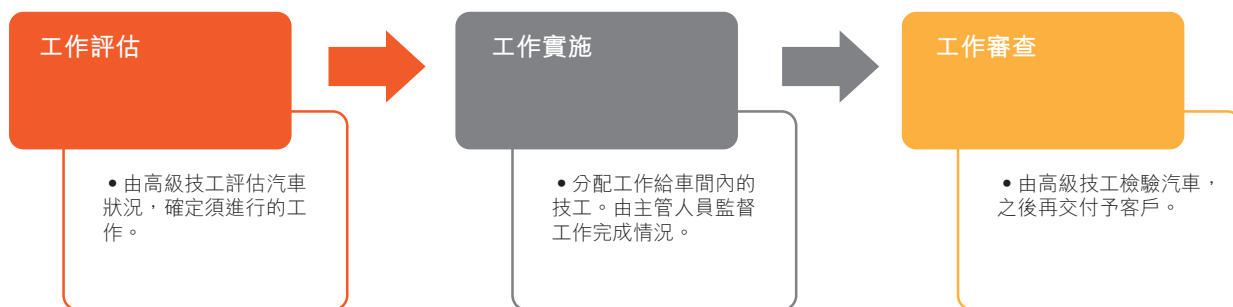 工作評估
工作實施
工作審查
•由高級技工評估汽車
狀況，確定須進行的工
作。
•分配工作給車間內的
技工。由主管人員監督
工作完成情況。
•由高級技工檢驗汽車，
之後再交付予客戶。